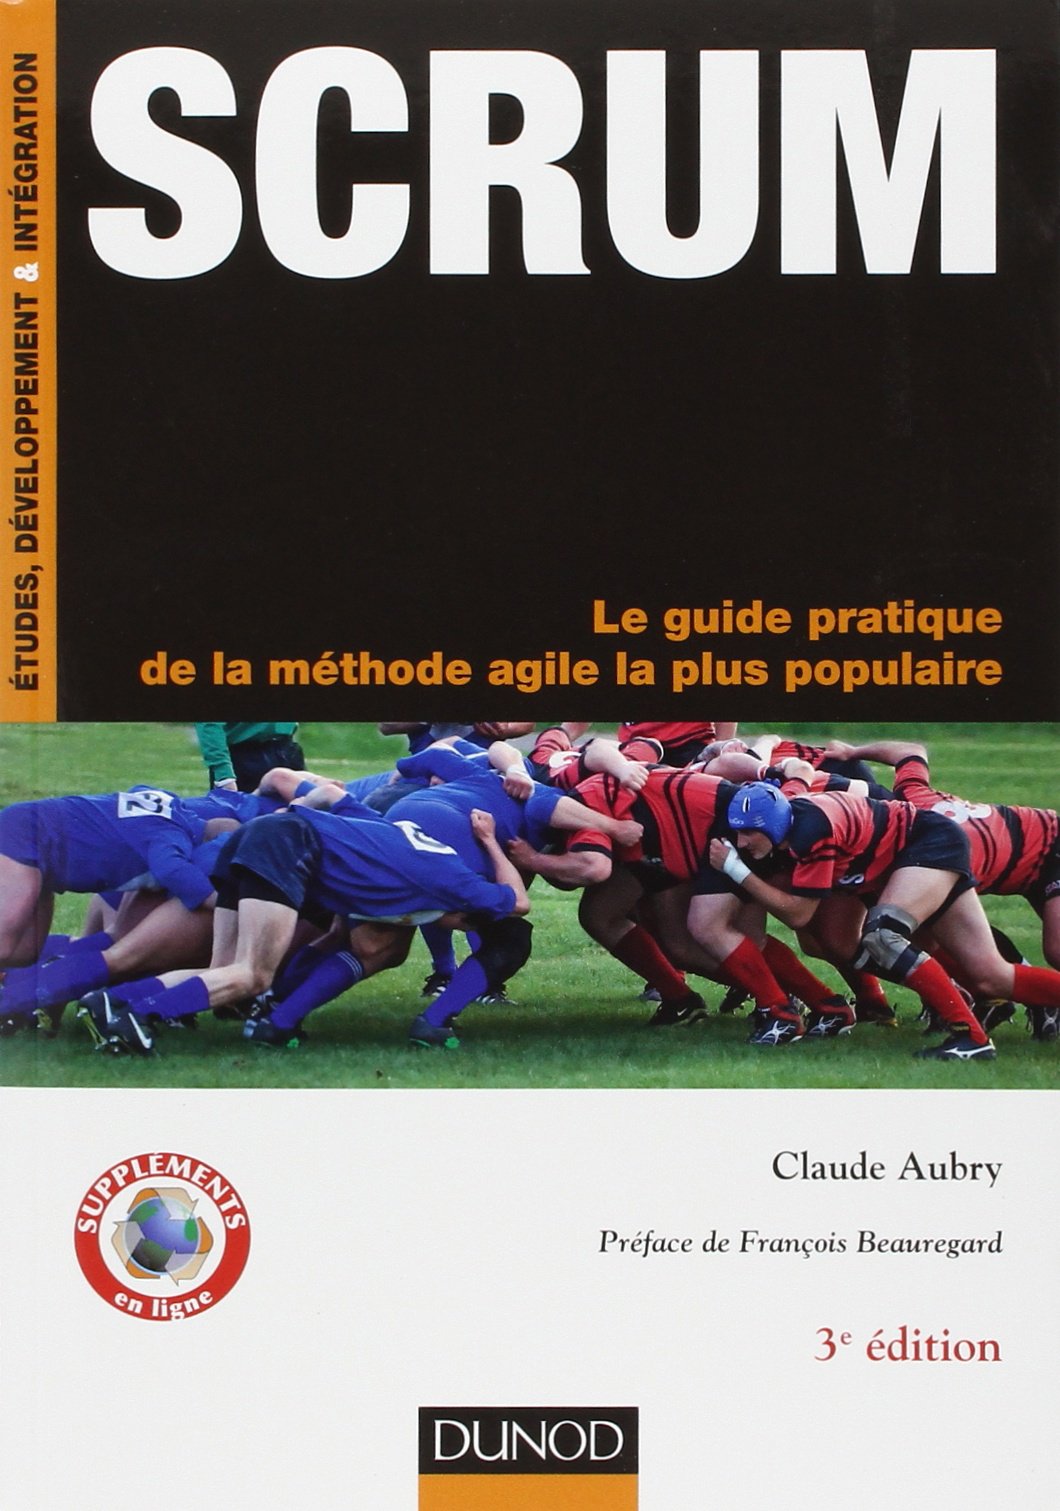 SCRUM
ÉTUDES, DÉVELOPPEMENT & INTÉGRATION
Le guide pratique
de la méthode agile la plus populaire
2
SUPPLÉMENTS
en ligne
Claude Aubry
Préface de François Beauregard
3e édition
DUNOD